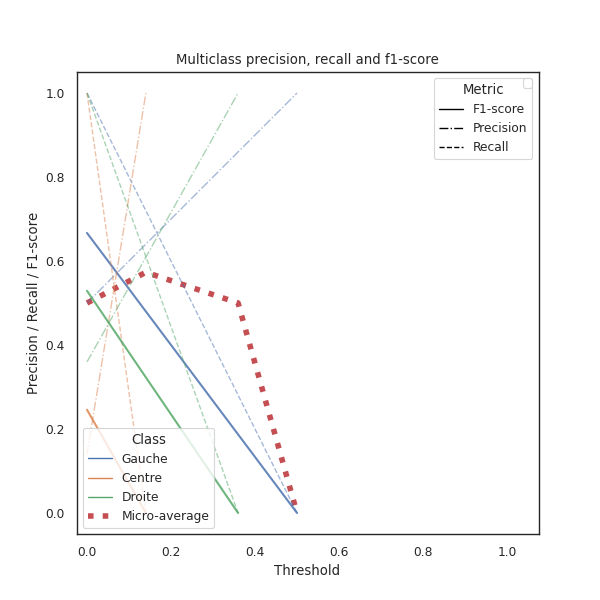 Multiclass precision, recall and f1-score
Precision / Recall / F1-score
1.0
0.8
0.6
0.4
0.2
0.0
Metric
F1-score
Precision
Recall
Class
Gauche
Centre
Droite
Micro-average
0.0 0.2 0.4 0.6 0.8 1.0
Threshold